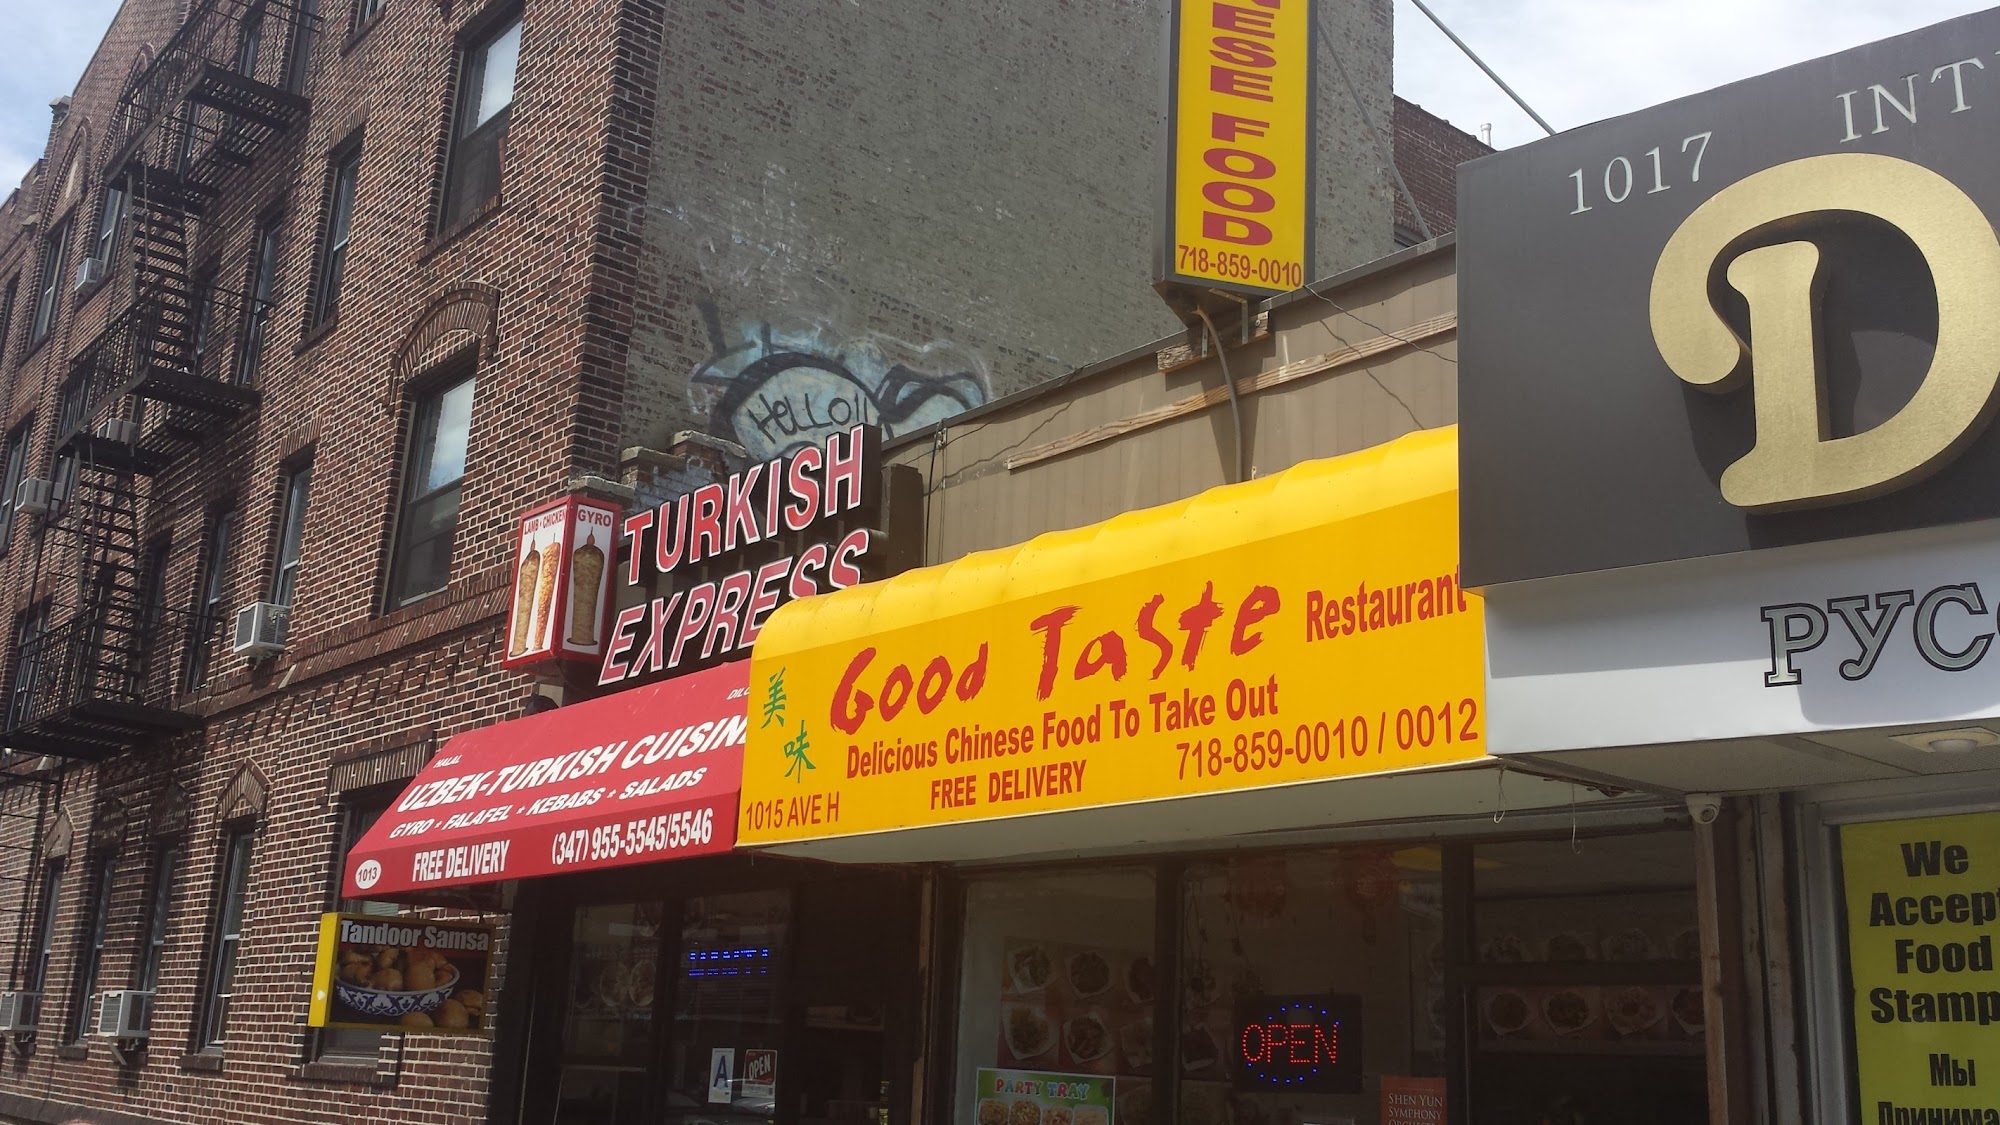 ESE FOOD
718-859-0010
1017
D
HELLO!!
LAMB • CHICKEN
GYRO
TURKISH
EXPRESS
HALAL
UZBEK-TURKISH CUISINE
GYRO * FALAFEL * KEBABS * SALADS
FREE DELIVERY (347) 955-5545/5546
1013
Tandoor Samsa
美味
Good Taste Restaurant
Delicious Chinese Food To Take Out
FREE DELIVERY
718-859-0010 / 0012
1015 AVE H
A
OPEN
OPEN
PARTY TRAY
SHEN YUN
SYMPHONY
We
Accept
Food
Stamp
Мы